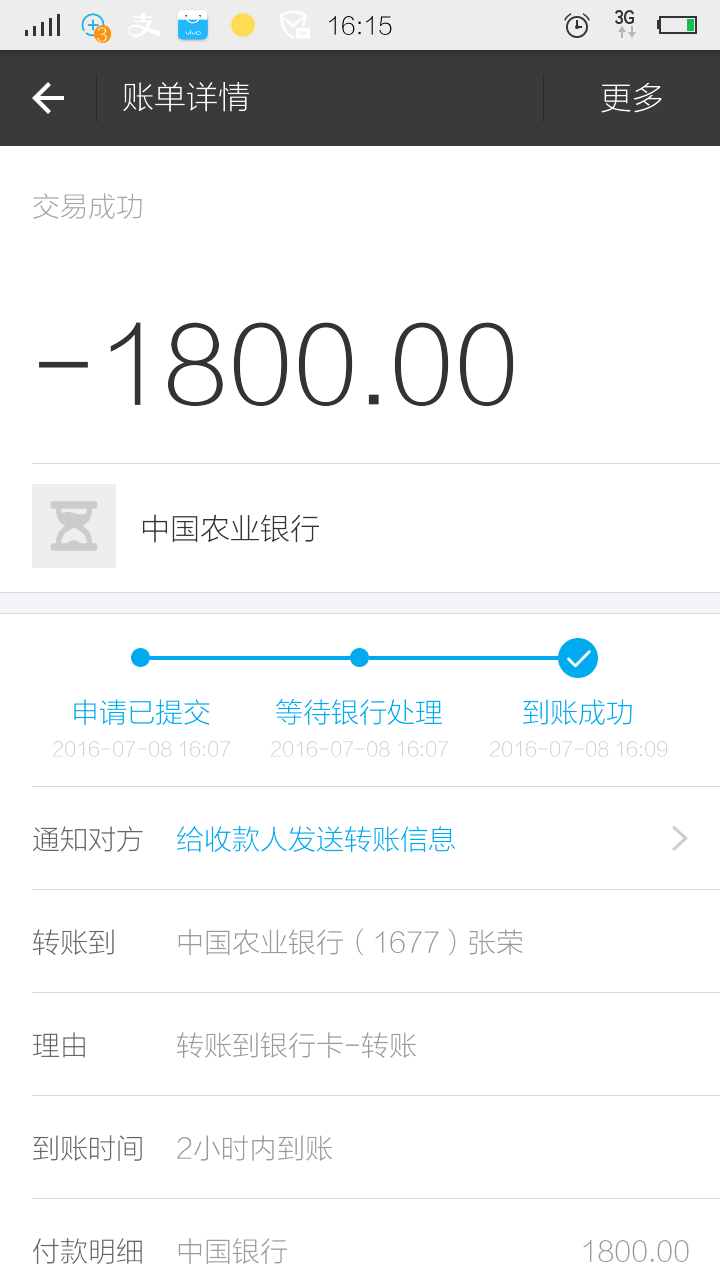 3 支 vivo 16:15 3G
账单详情 更多
交易成功
-1800.00
中国农业银行
申请已提交 等待银行处理 到账成功
2016-07-08 16:07 2016-07-08 16:07 2016-07-08 16:09
通知对方 给收款人发送转账信息
转账到 中国农业银行（1677）张荣
理由 转账到银行卡-转账
到账时间 2小时内到账
付款明细 中国银行 1800.00